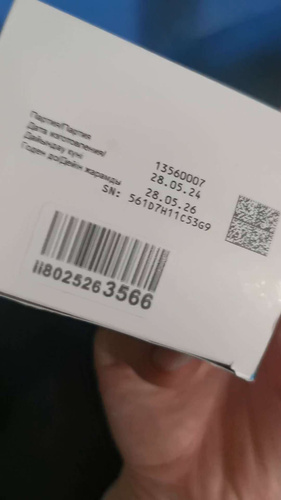 Партия/Партия
Дата изготовления/
Дайындау күні
Годен до/Дейін жарамды
13560007
28.05.24
28.05.26
SN: 561D7H11C53G9
II8025263566